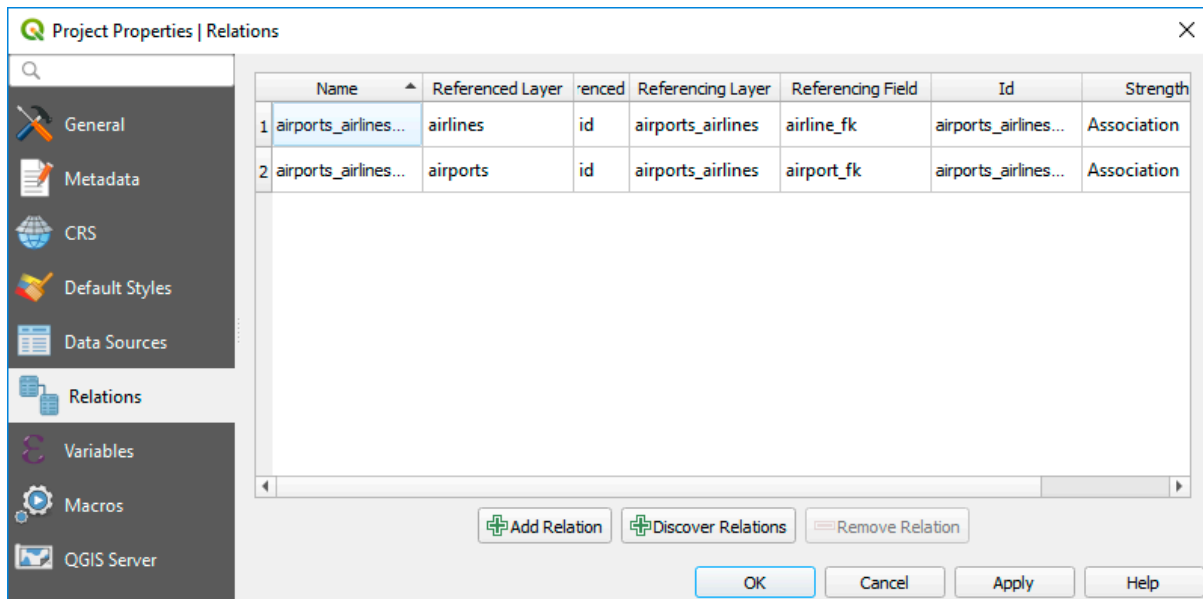 Project Properties | Relations
General
Metadata
CRS
Default Styles
Data Sources
Relations
Variables
Macros
QGIS Server
Name Referenced Layer renced Referencing Layer Referencing Field Id Strength
1 airports_airlines... airlines id airports_airlines airline_fk airports_airlines... Association
2 airports_airlines... airports id airports_airlines airport_fk airports_airlines... Association
Add Relation Discover Relations Remove Relation
OK Cancel Apply Help